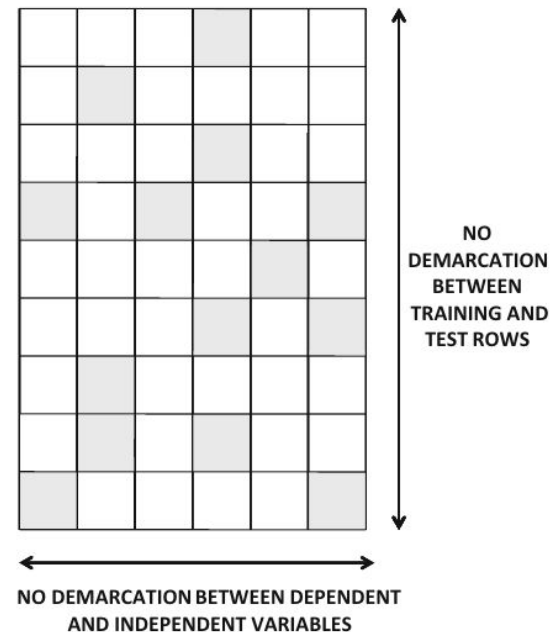 NO
DEMARCATION
BETWEEN
TRAINING AND
TEST ROWS
NO DEMARCATION BETWEEN DEPENDENT
AND INDEPENDENT VARIABLES